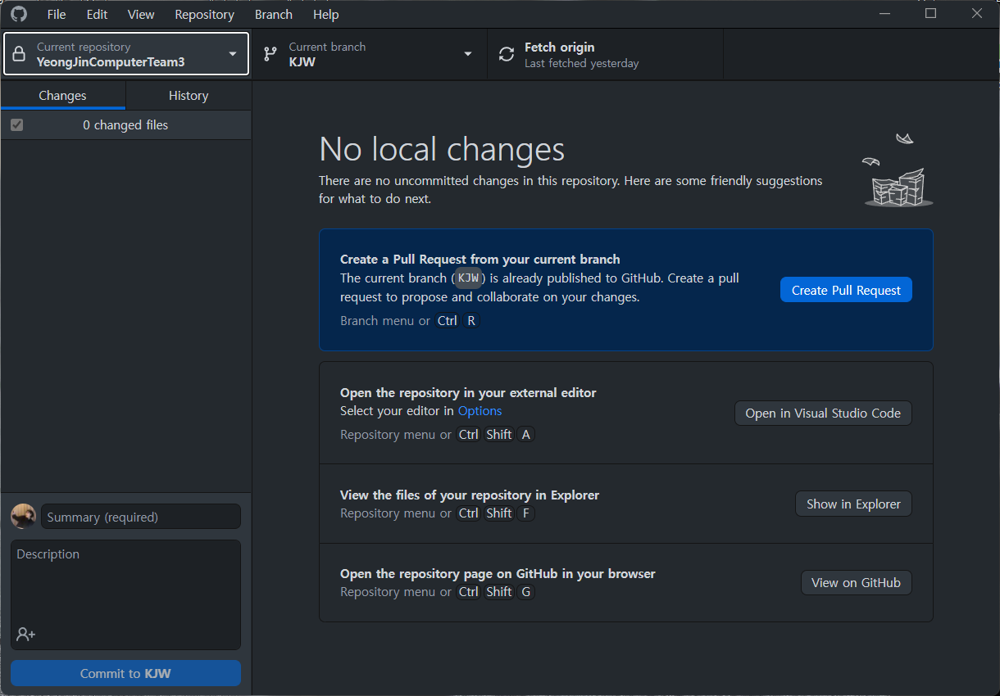 File Edit View Repository Branch Help
Current repository
YeongJinComputerTeam3
Current branch
KJW
Fetch origin
Last fetched yesterday
Changes
History
0 changed files
No local changes
There are no uncommitted changes in this repository. Here are some friendly suggestions
for what to do next.
Create a Pull Request from your current branch
The current branch (KJW) is already published to GitHub. Create a pull
request to propose and collaborate on your changes.
Branch menu or Ctrl R
Create Pull Request
Open the repository in your external editor
Select your editor in Options
Repository menu or Ctrl Shift A
Open in Visual Studio Code
View the files of your repository in Explorer
Repository menu or Ctrl Shift F
Show in Explorer
Open the repository page on GitHub in your browser
Repository menu or Ctrl Shift G
View on GitHub
Summary (required)
Description
Commit to KJW